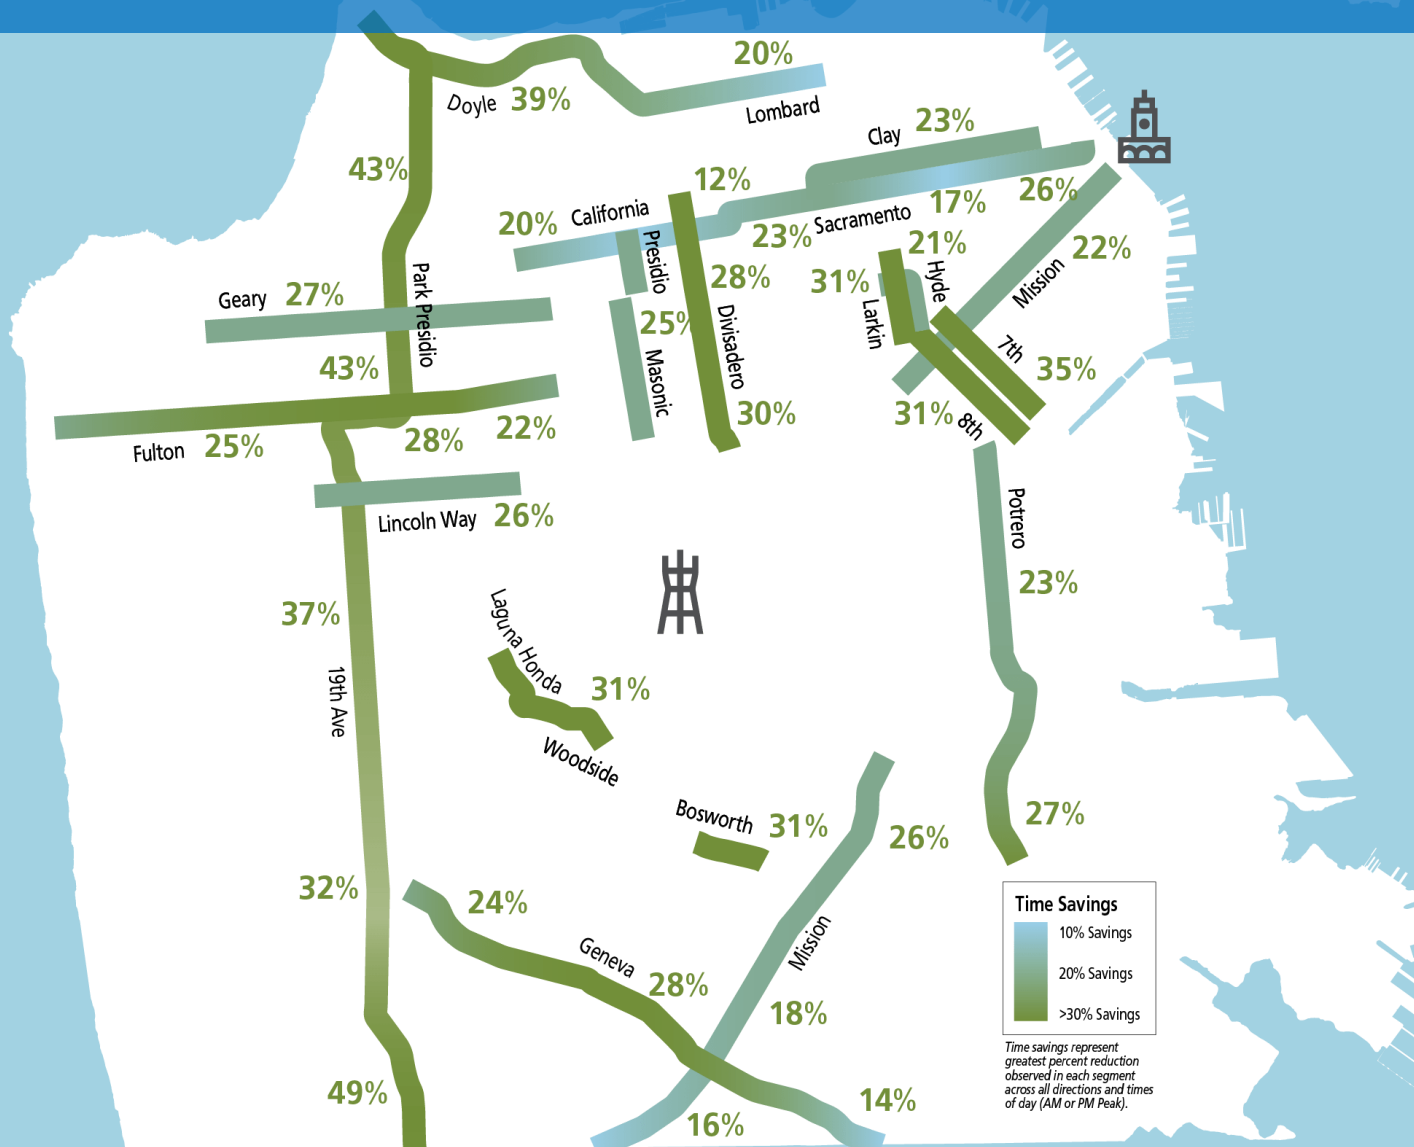 20%
Doyle
39%
Lombard
Clay
23%
43%
12%
26%
20%
California
17%
Sacramento
23%
21%
22%
Presidio
28%
31%
Hyde
Mission
Geary
27%
Park Presidio
Larkin
25%
Divisadero
7th
35%
43%
Masonic
30%
31%
8th
22%
28%
Fulton
25%
Lincoln Way
26%
Potrero
23%
37%
Laguna Honda
31%
19th Ave
Woodside
Bosworth
31%
26%
27%
32%
24%
Geneva
28%
Mission
18%
49%
16%
14%
Time Savings
10% Savings
20% Savings
>30% Savings
Time savings represent
greatest percent reduction
observed in each segment
across all directions and times
of day (AM or PM Peak).